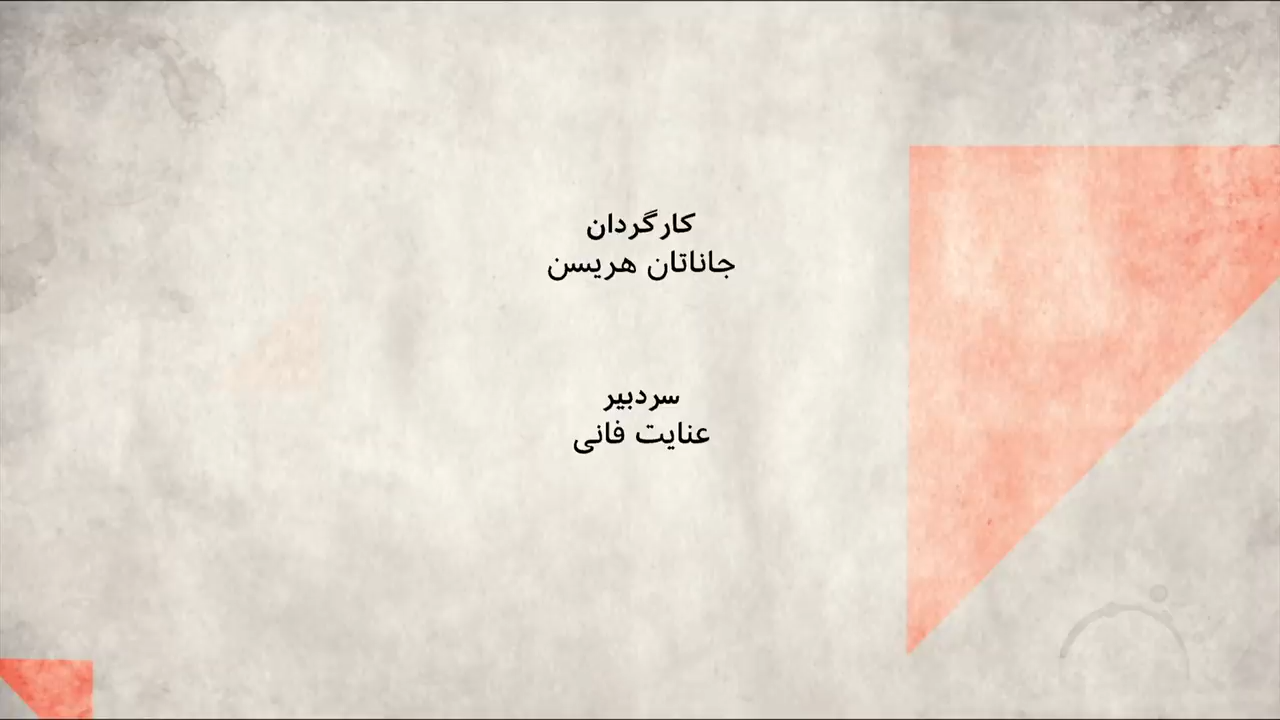 کارگردان
جاناتان هریسن
سردبیر
عنایت فانی